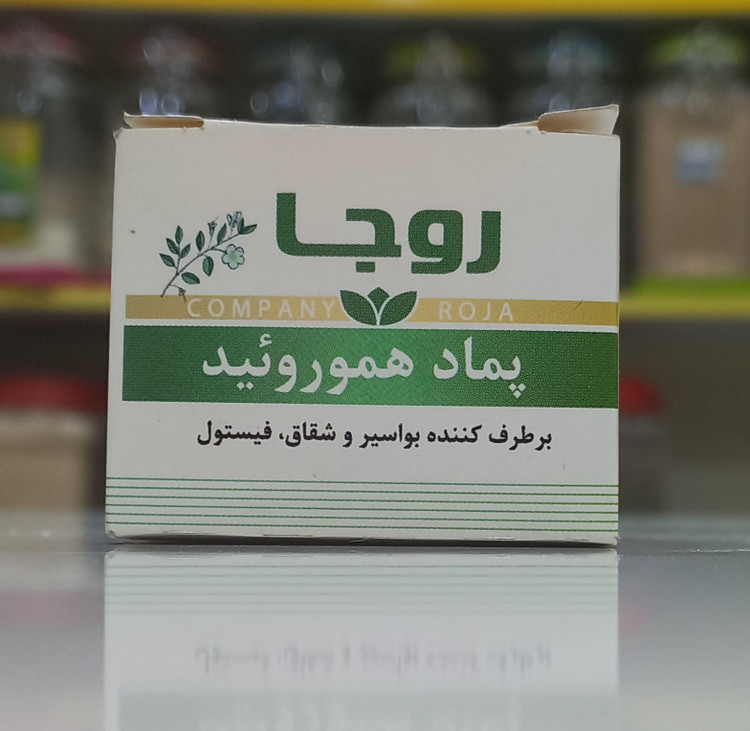 روجا
COMPANY ROJA
پماد هموروئید
برطرف کننده بواسیر و شقاق، فیستول